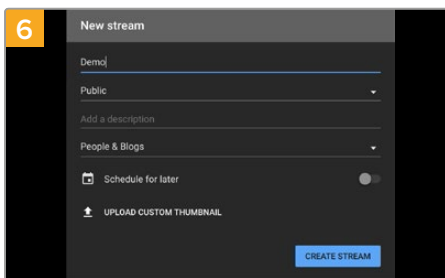 6
New stream
Demo
Public
Add a description
People & Blogs
Schedule for later
UPLOAD CUSTOM THUMBNAIL
CREATE STREAM